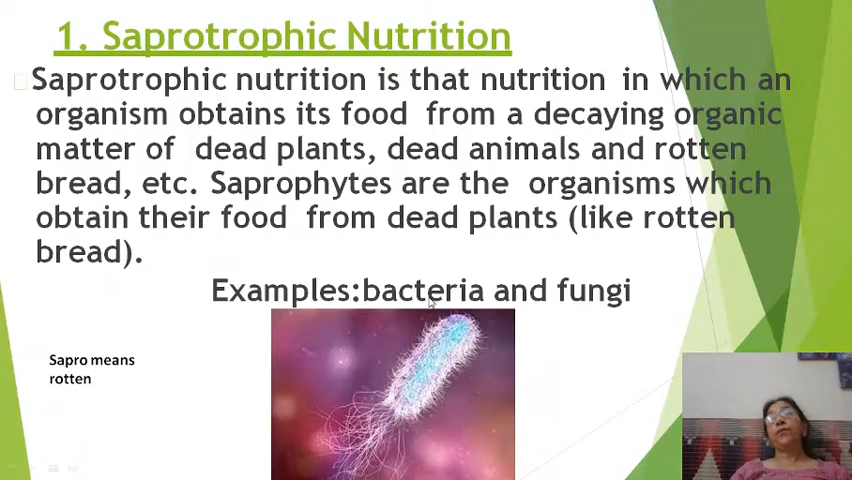 1. Saprotrophic Nutrition
Saprotrophic nutrition is that nutrition in which an
organism obtains its food from a decaying organic
matter of dead plants, dead animals and rotten
bread, etc. Saprophytes are the organisms which
obtain their food from dead plants (like rotten
bread).
Examples:bacteria and fungi
Sapro means
rotten